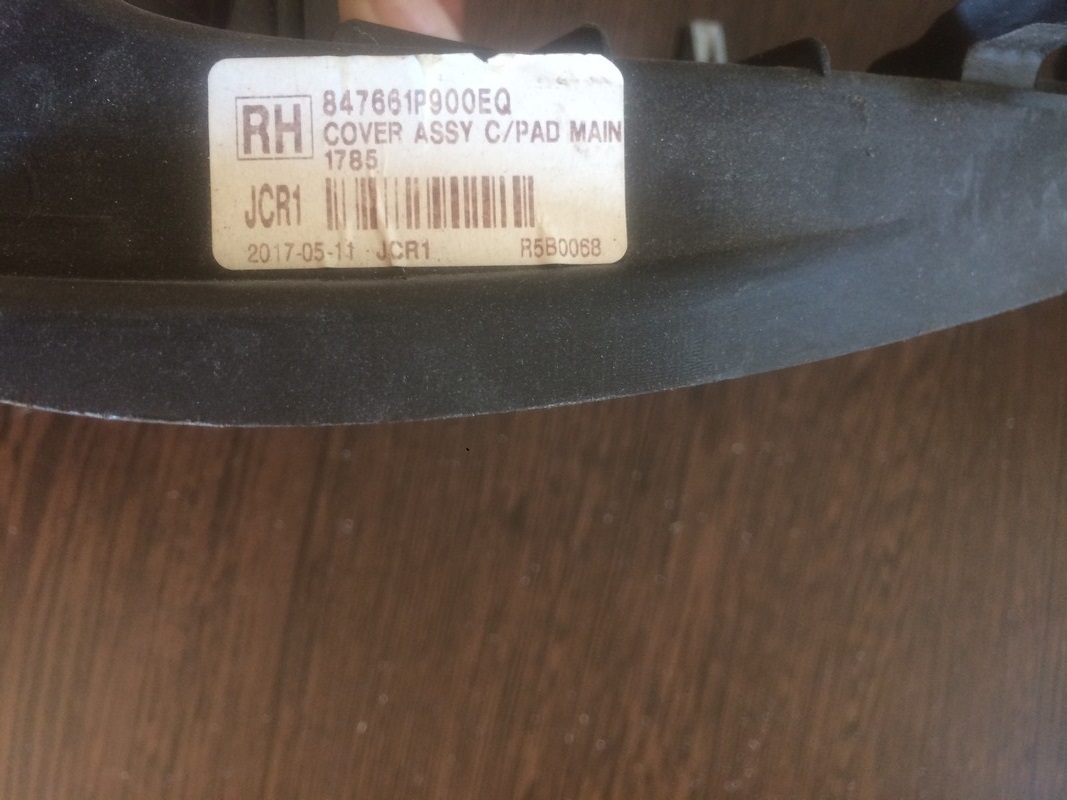 RH
847661P900EQ
COVER ASSY C/PAD MAIN
1785
JCR1
2017-05-11 JCR1 R5B0068